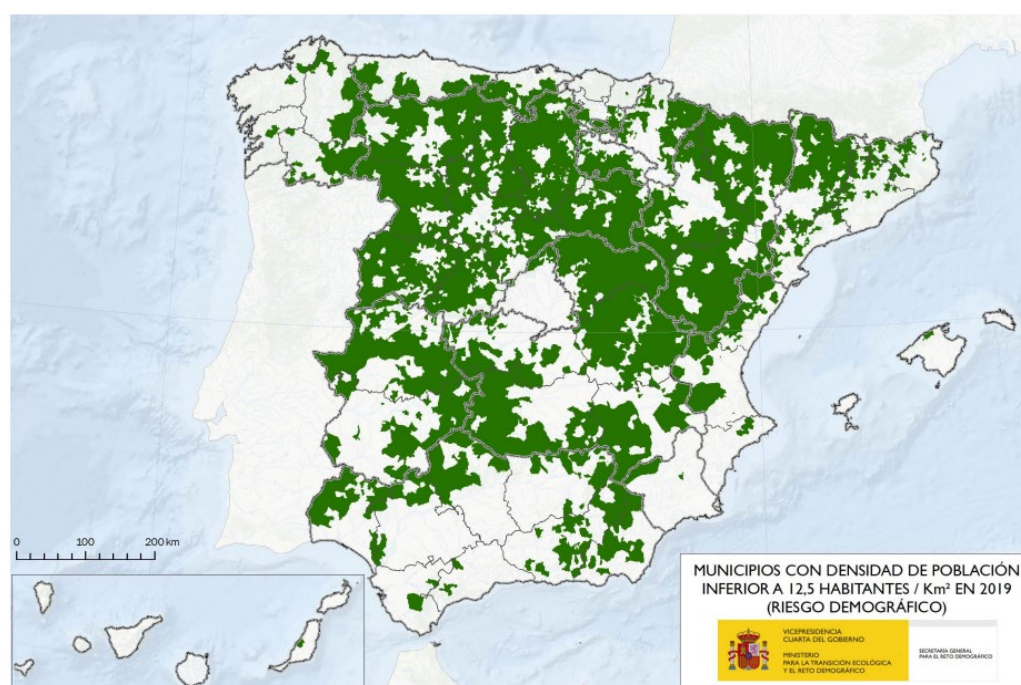 0 100 200 km
MUNICIPIOS CON DENSIDAD DE POBLACIÓN
INFERIOR A 12,5 HABITANTES / Km² EN 2019
(RIESGO DEMOGRÁFICO)
VICEPRESIDENCIA
CUARTA DEL GOBIERNO
MINISTERIO
PARA LA TRANSICIÓN ECOLÓGICA
Y EL RETO DEMOGRÁFICO
SECRETARÍA GENERAL
PARA EL RETO DEMOGRÁFICO